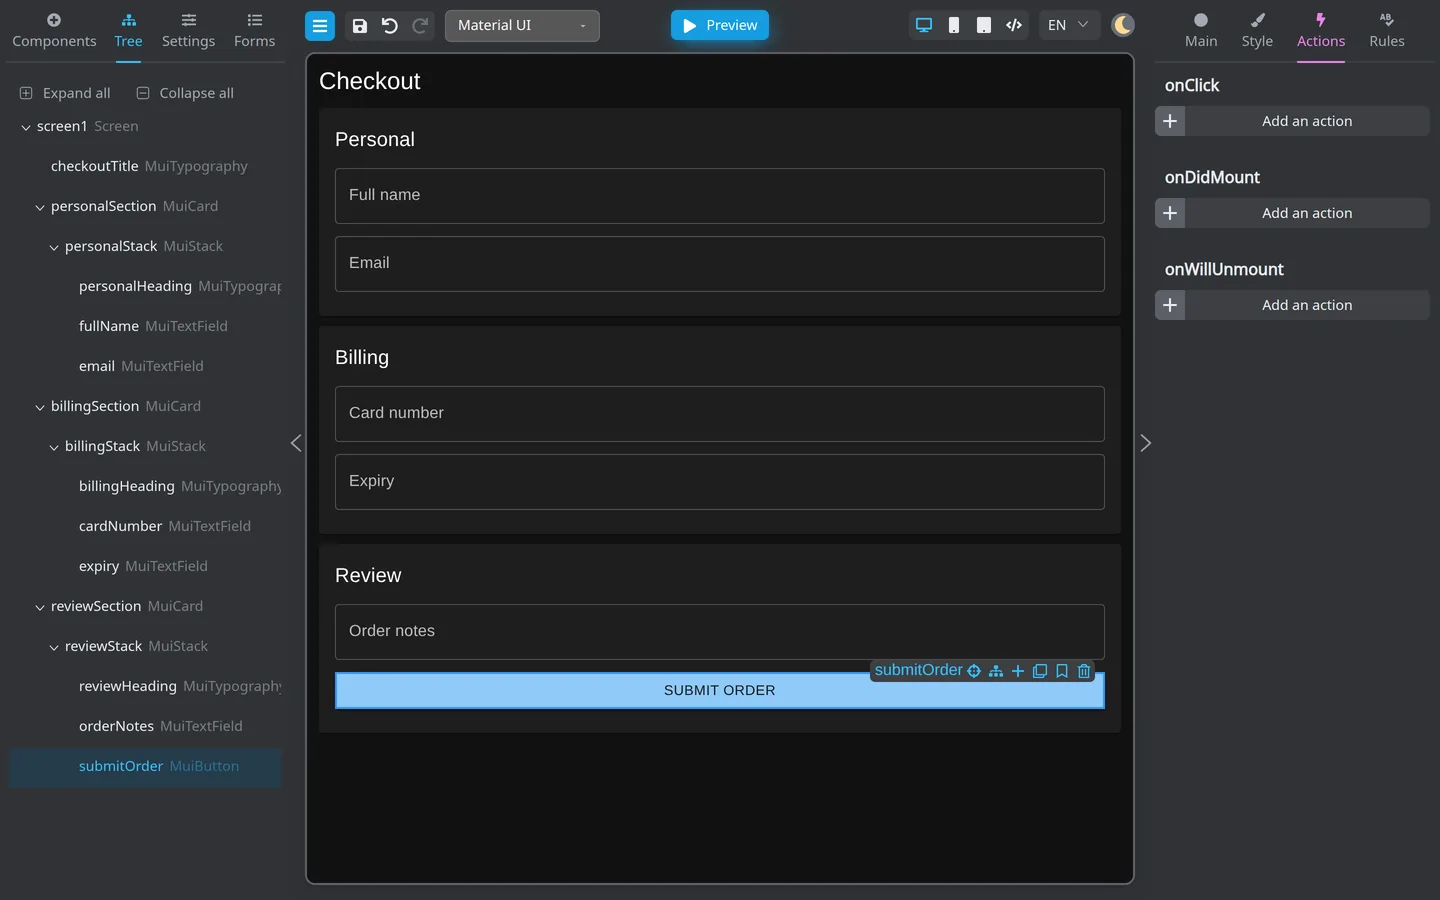 Components
Tree
Settings
Forms
Material UI
Preview
EN
Main
Style
Actions
AB
Rules
Expand all
Collapse all
screen1 Screen
checkoutTitle MuiTypography
personalSection MuiCard
personalStack MuiStack
personalHeading MuiTypograp
fullName MuiTextField
email MuiTextField
billingSection MuiCard
billingStack MuiStack
billingHeading MuiTypography
cardNumber MuiTextField
expiry MuiTextField
reviewSection MuiCard
reviewStack MuiStack
reviewHeading MuiTypography
orderNotes MuiTextField
submitOrder MuiButton
Checkout
Personal
Full name
Email
Billing
Card number
Expiry
Review
Order notes
submitOrder
SUBMIT ORDER
onClick
Add an action
onDidMount
Add an action
onWillUnmount
Add an action